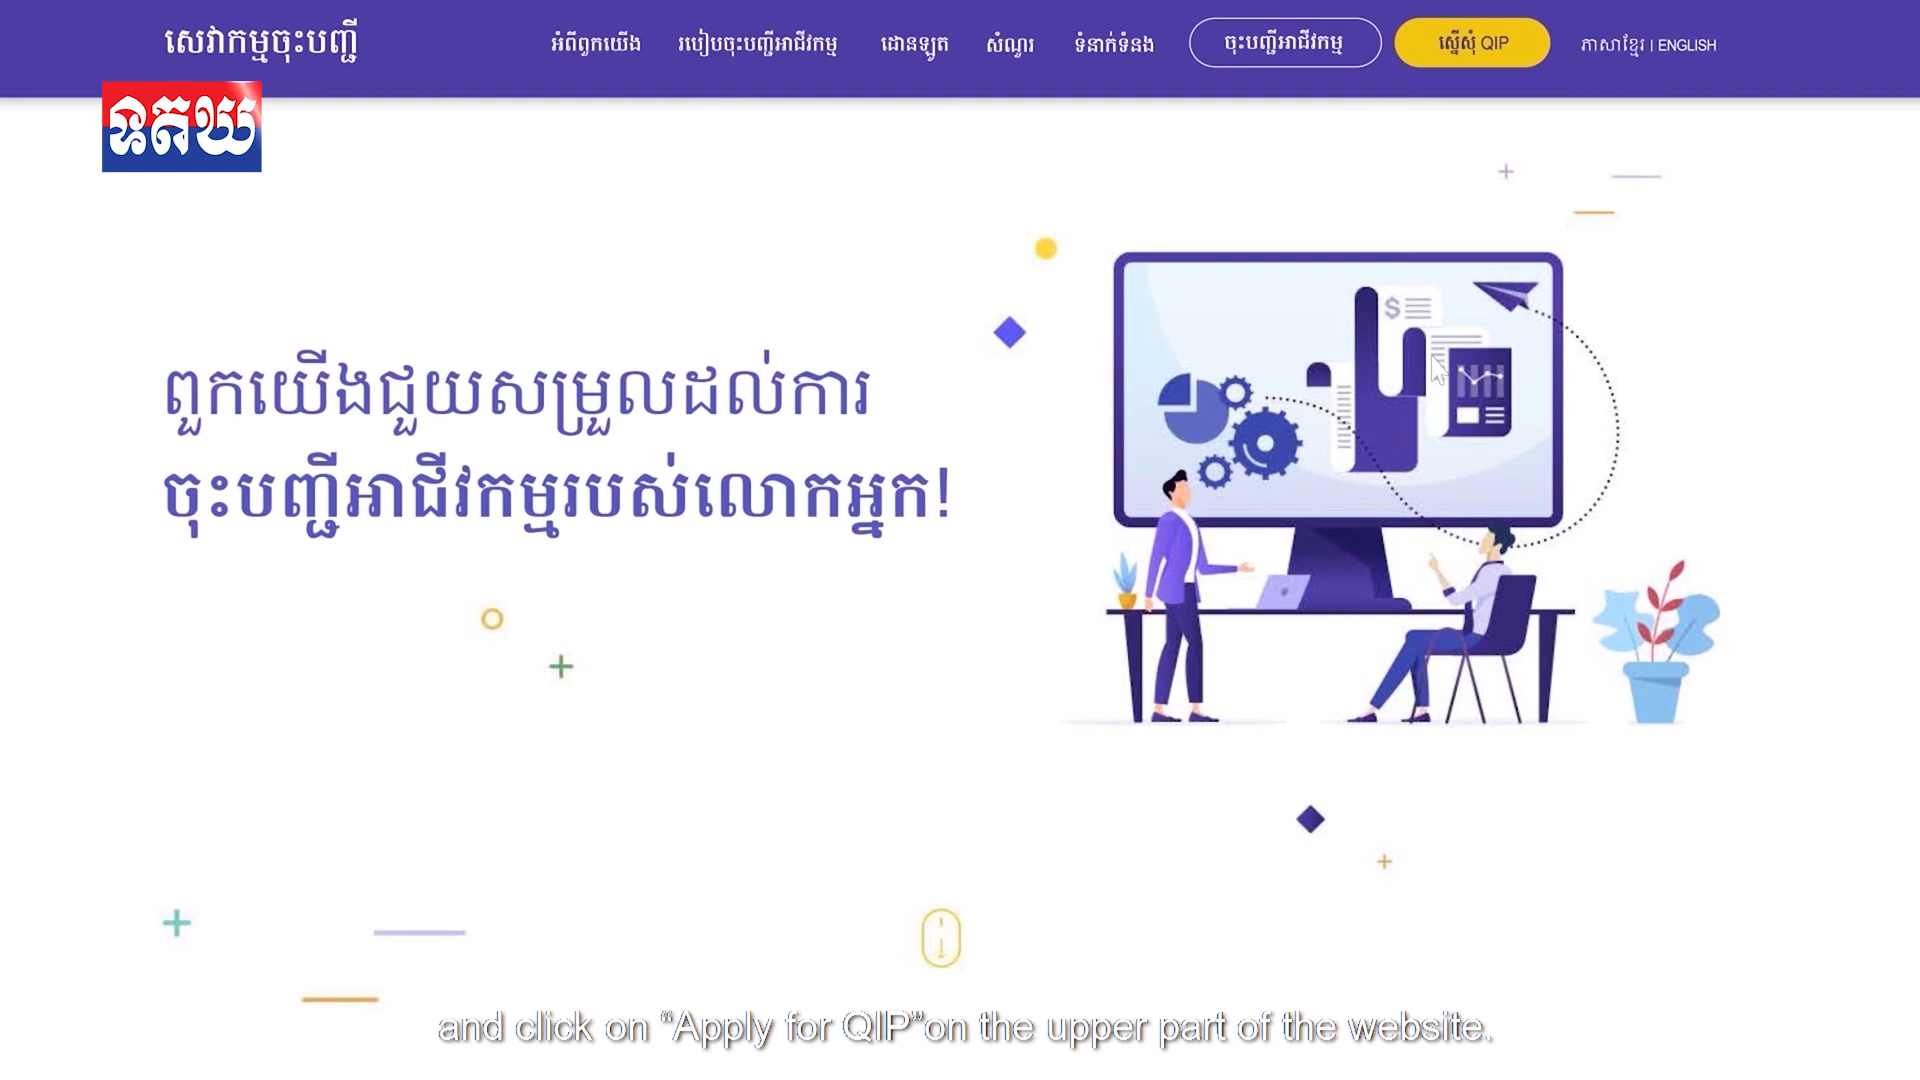 សេវាកម្មចុះបញ្ជី
អំពីពួកយើង របៀបចុះបញ្ជីអាជីវកម្ម ដោនឡូត សំណួរ ទំនាក់ទំនង ចុះបញ្ជីអាជីវកម្ម ស្នើសុំ QIP ភាសាខ្មែរ | ENGLISH
ទតឃ
ពួកយើងជួយសម្រួលដល់ការ
ចុះបញ្ជីអាជីវកម្មរបស់លោកអ្នក!
$
and click on “Apply for QIP”on the upper part of the website.